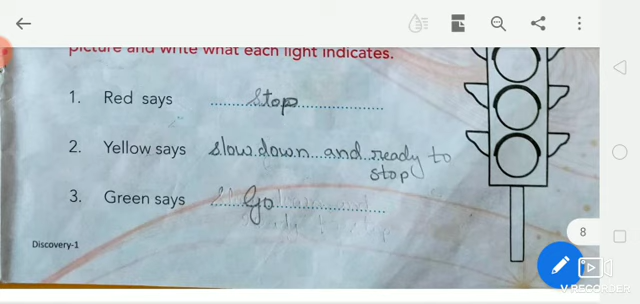 picture and write what each light indicates.
1. Red says stop
2. Yellow says slow down and ready to
stop
3. Green says Go
Discovery-1
8
V RECORDER